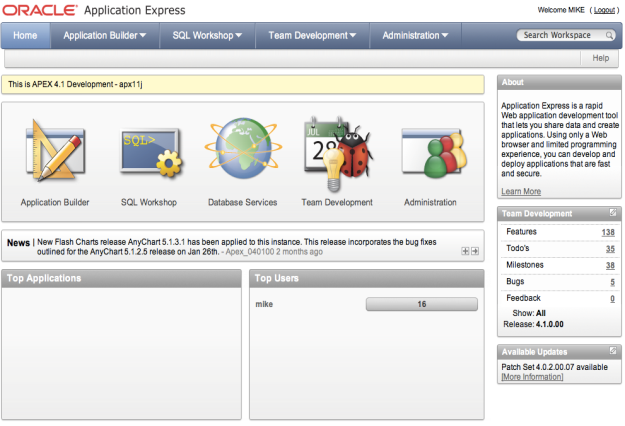 ORACLE Application Express
Welcome MIKE ( Logout )
Home Application Builder SQL Workshop Team Development Administration Search Workspace
Help
This is APEX 4.1 Development - apx11j
SQL>
JUL
28
Application Builder SQL Workshop Database Services Team Development Administration
News New Flash Charts release AnyChart 5.1.3.1 has been applied to this instance. This release incorporates the bug fixes
outlined for the AnyChart 5.1.2.5 release on Jan 26th. - Apex_040100 2 months ago
Top Applications
Top Users
mike 16
About
Application Express is a rapid
Web application development tool
that lets you share data and create
applications. Using only a Web
browser and limited programming
experience, you can develop and
deploy applications that are fast
and secure.
Learn More
Team Development
Features 138
Todo's 35
Milestones 38
Bugs 5
Feedback 0
Show: All
Release: 4.1.0.00
Available Updates
Patch Set 4.0.2.00.07 available
[More Information]